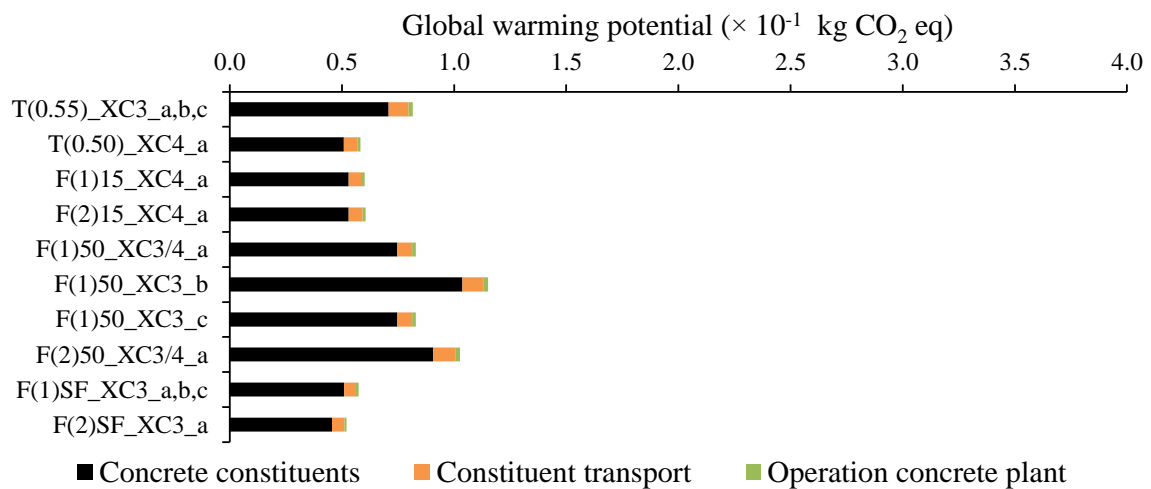 Global warming potential (× 10⁻¹ kg CO₂ eq)
0.0 0.5 1.0 1.5 2.0 2.5 3.0 3.5 4.0
T(0.55)_XC3_a,b,c
T(0.50)_XC4_a
F(1)15_XC4_a
F(2)15_XC4_a
F(1)50_XC3/4_a
F(1)50_XC3_b
F(1)50_XC3_c
F(2)50_XC3/4_a
F(1)SF_XC3_a,b,c
F(2)SF_XC3_a
Concrete constituents Constituent transport Operation concrete plant